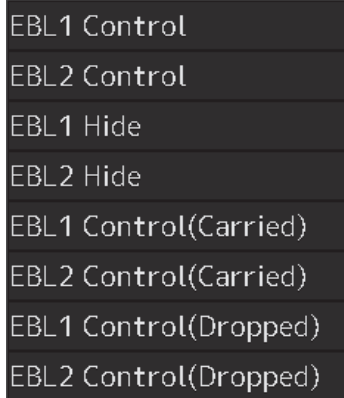 EBL1 Control
EBL2 Control
EBL1 Hide
EBL2 Hide
EBL1 Control(Carried)
EBL2 Control(Carried)
EBL1 Control(Dropped)
EBL2 Control(Dropped)